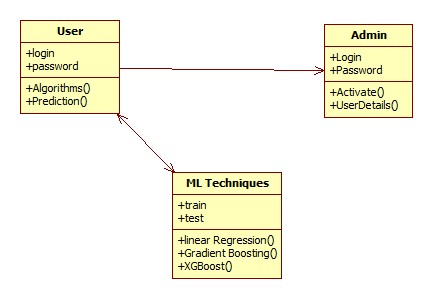 User
+login
+password
+Algorithms()
+Prediction()
Admin
+Login
+Password
+Activate()
+UserDetails()
ML Techniques
+train
+test
+linear Regression()
+Gradient Boosting()
+XGBoost()